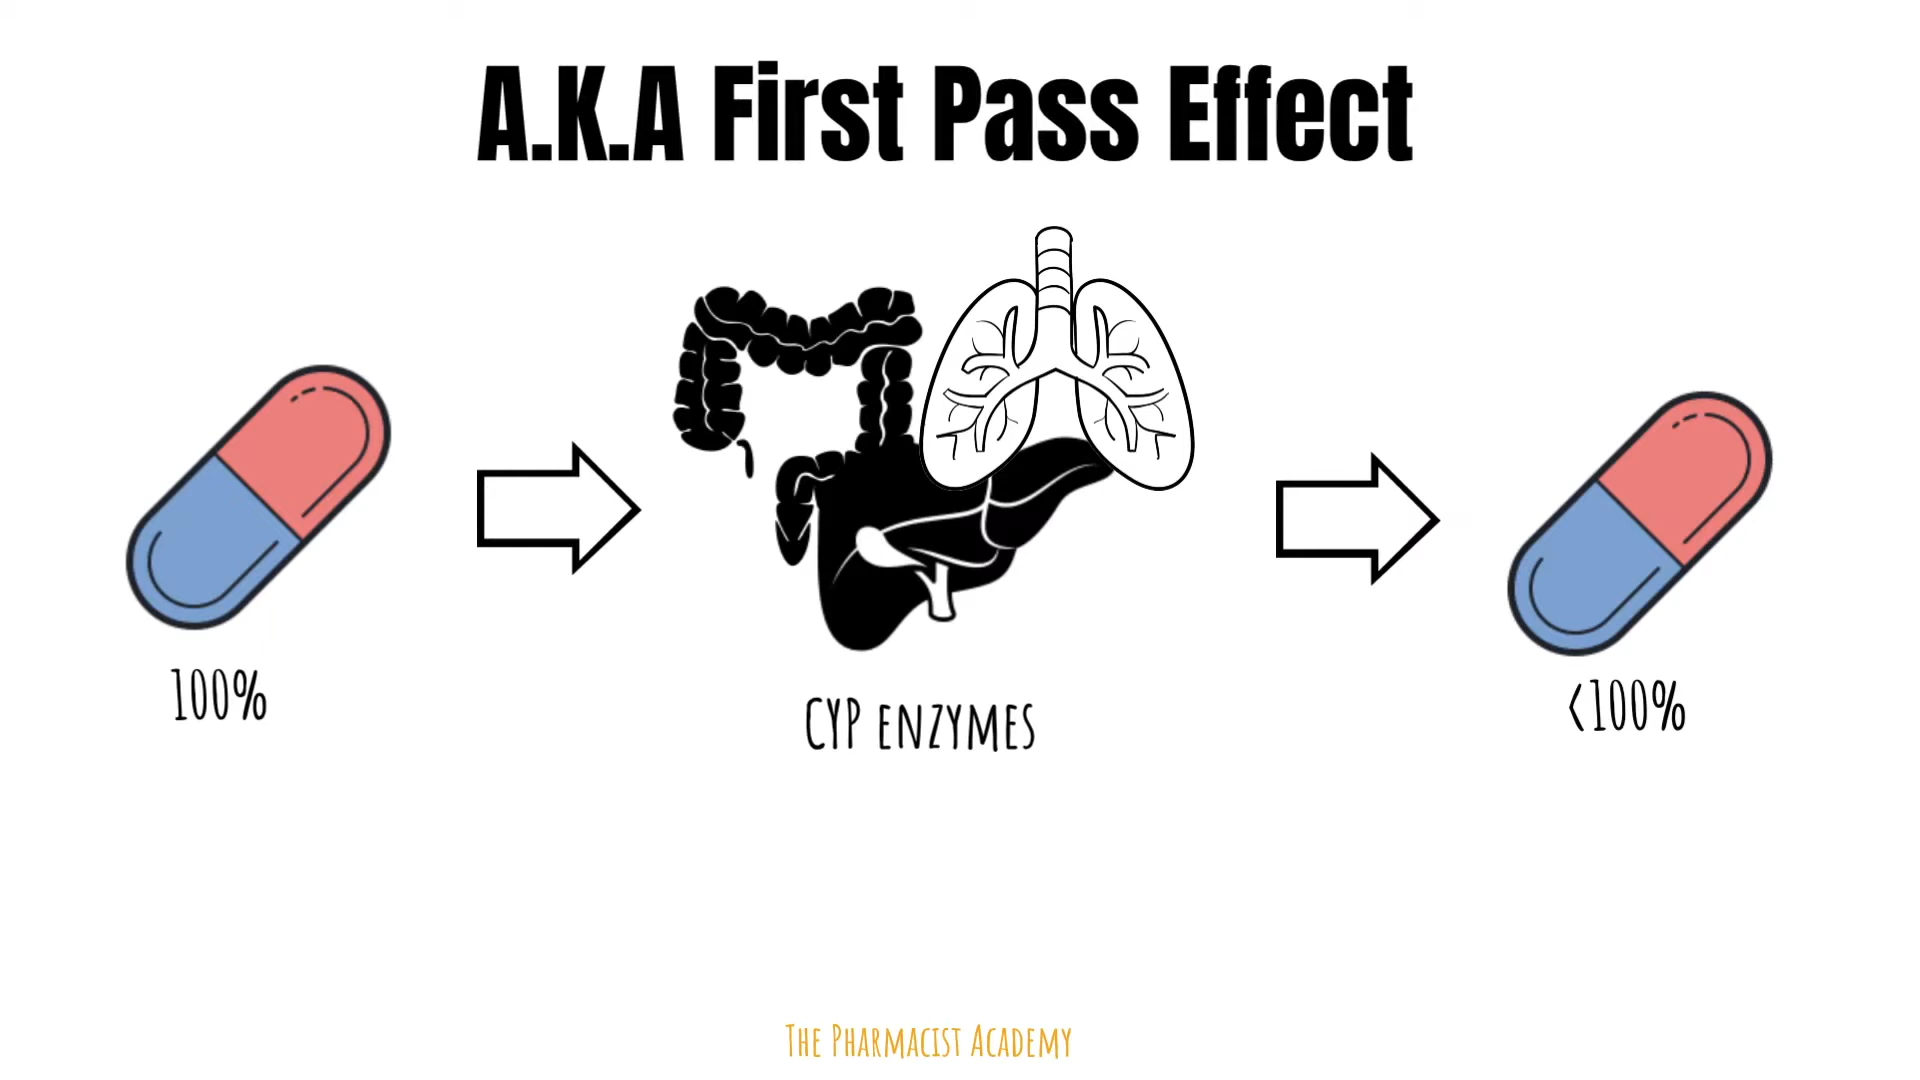 A.K.A First Pass Effect
100%
CYP ENZYMES
<100%
The Pharmacist Academy